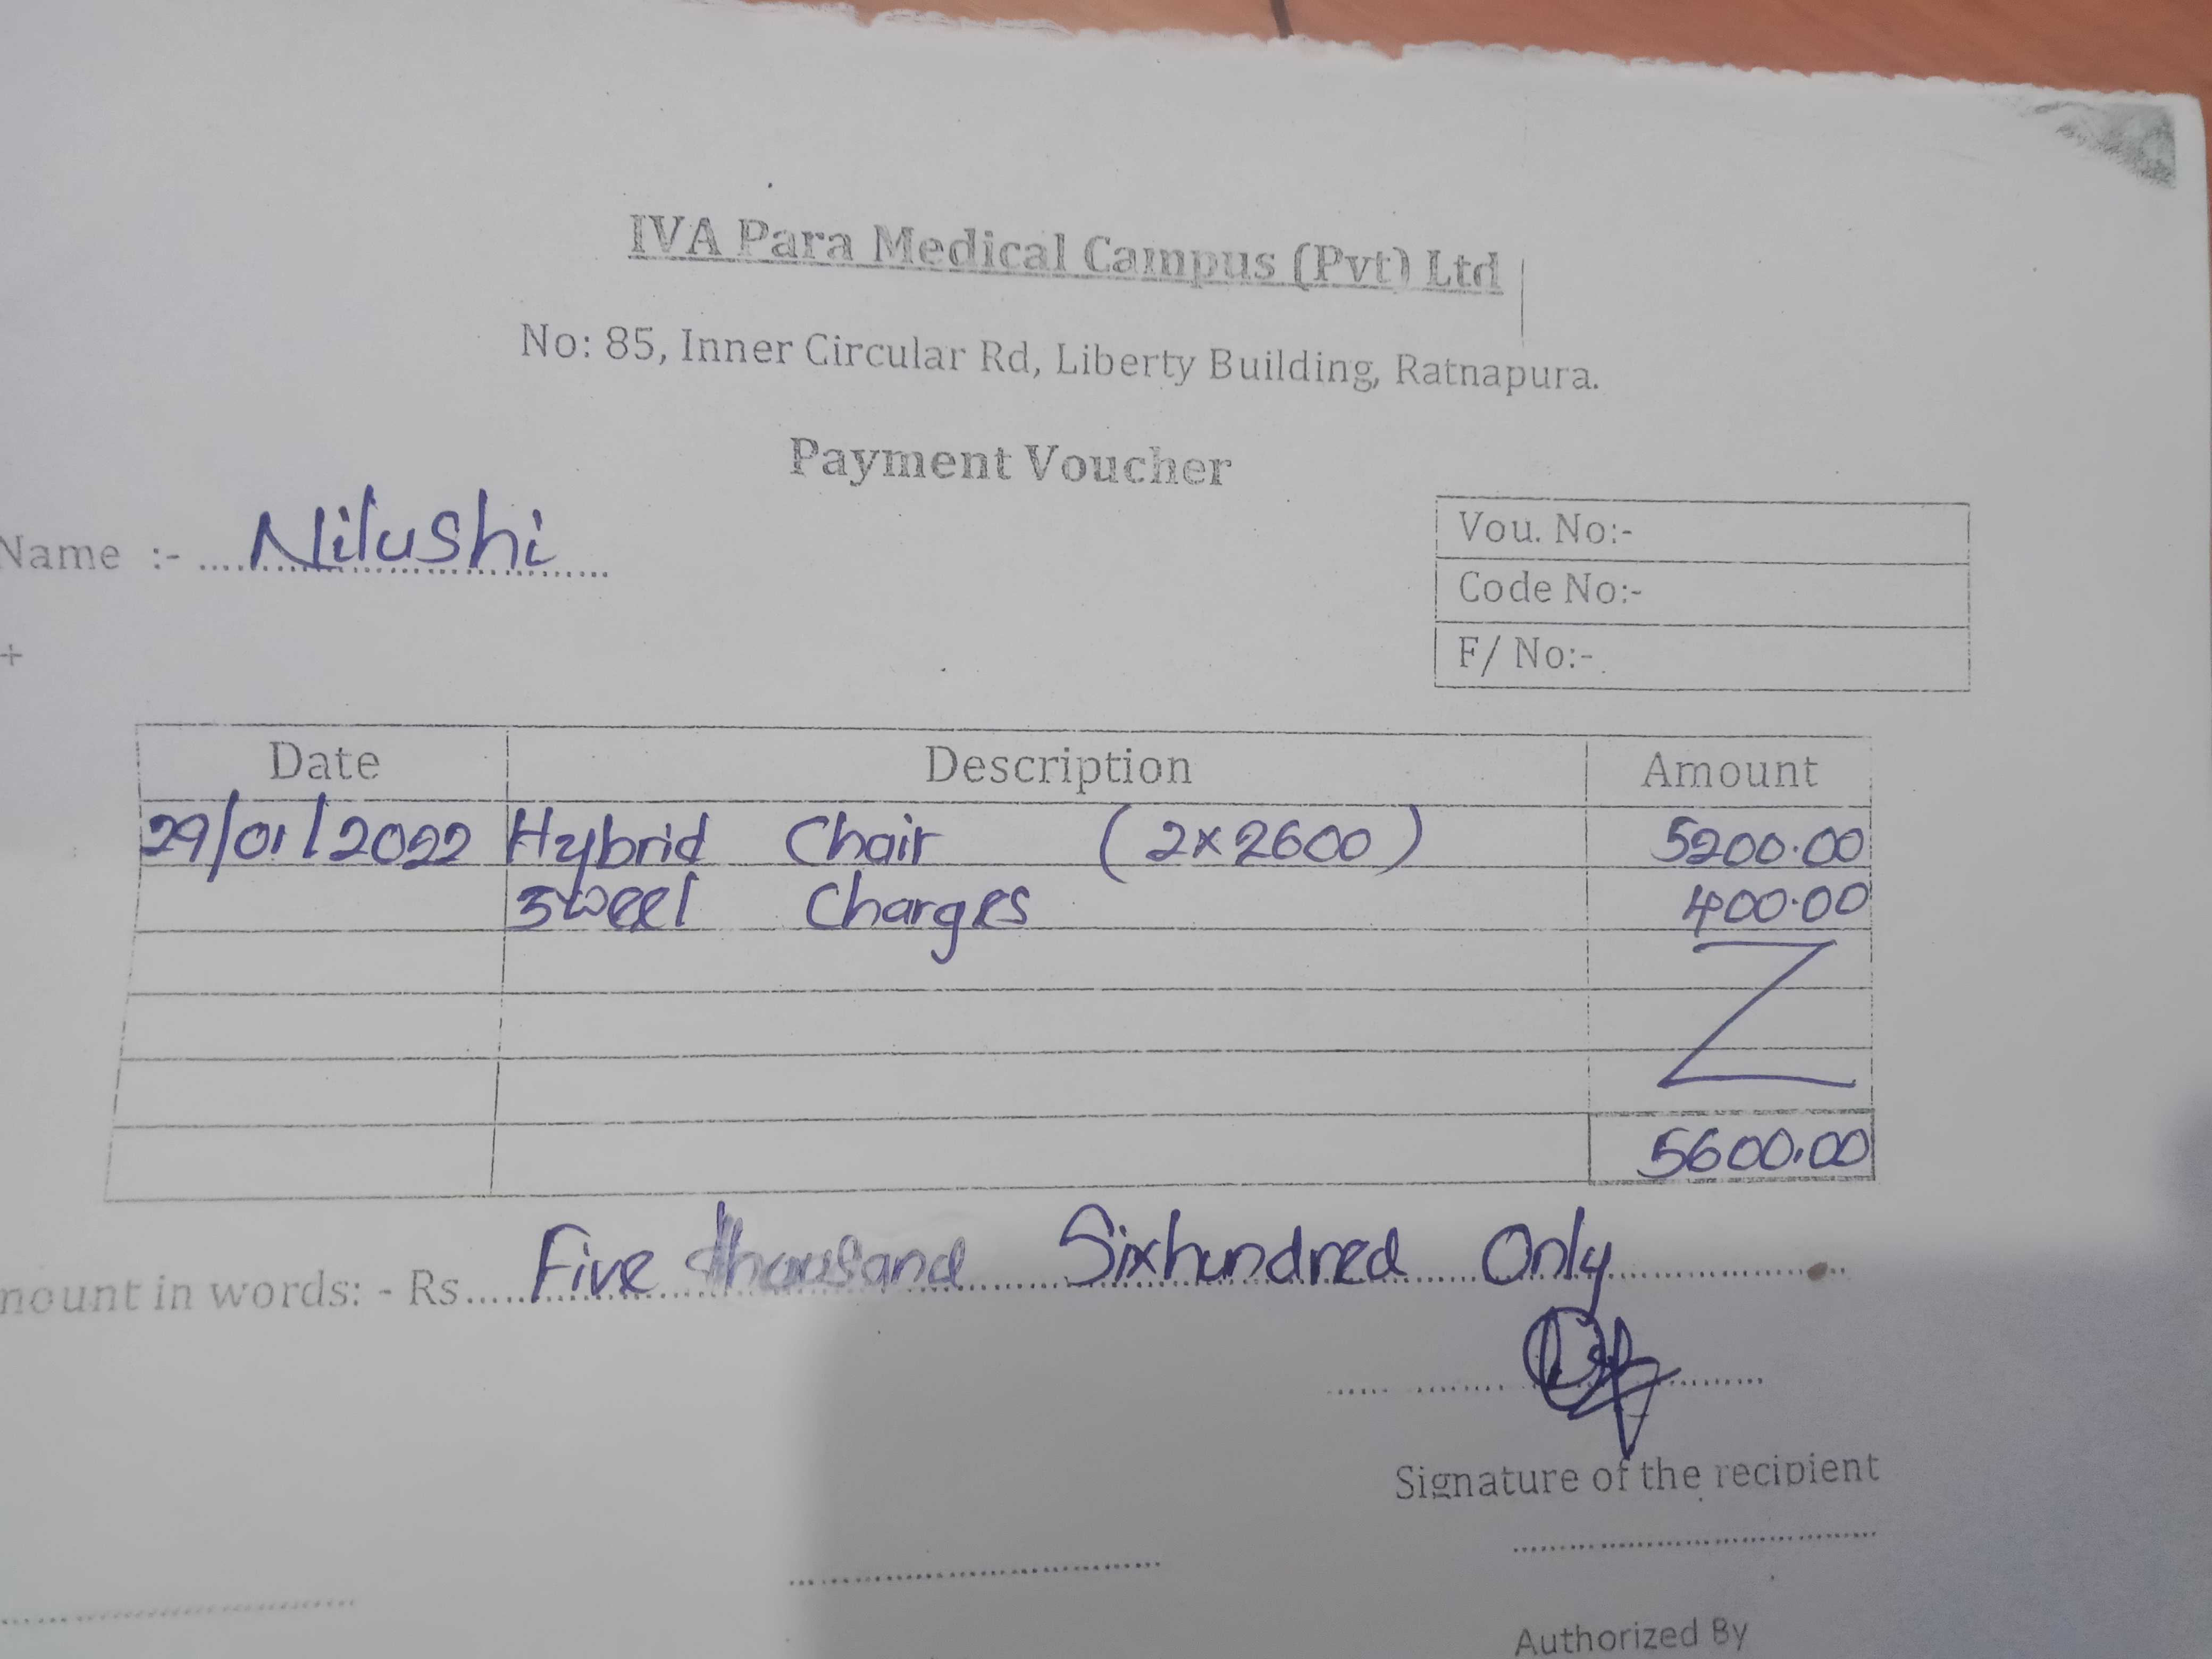 IVA Para Medical Campus (Pvt) Ltd
No: 85, Inner Circular Rd, Liberty Building, Ratnapura.
Payment Voucher
Name :- Nilushi
Vou. No:-
Code No:-
F/ No:-
+
Date Description Amount
29/01/2022 Hybrid Chair (2×2600) 5200.00
3weel Charges 400.00
5600.00
mount in words: - Rs Five thousand Sixhundred Only
Signature of the recipient
Authorized By